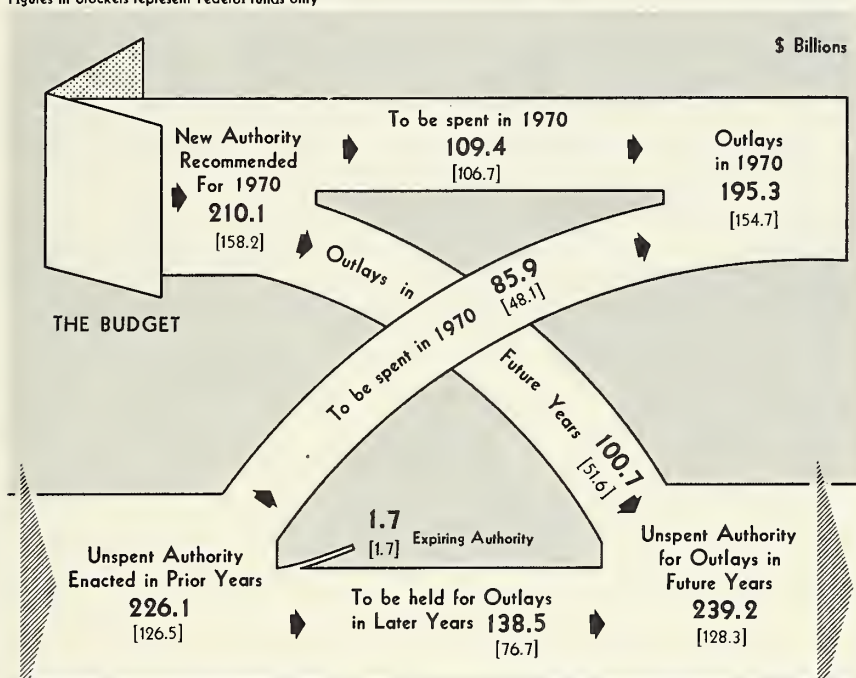 Figures in brackets represent Federal funds only
$ Billions
New Authority
Recommended
For 1970
210.1
[158.2]
To be spent in 1970
109.4
[106.7]
Outlays
in 1970
195.3
[154.7]
THE BUDGET
Outlays in
Future Years 100.7
[51.6]
To be spent in 1970 85.9
[48.1]
1.7
[1.7]
Expiring Authority
Unspent Authority
Enacted in Prior Years
226.1
[126.5]
To be held for Outlays
in Later Years 138.5
[76.7]
Unspent Authority
for Outlays in
Future Years
239.2
[128.3]